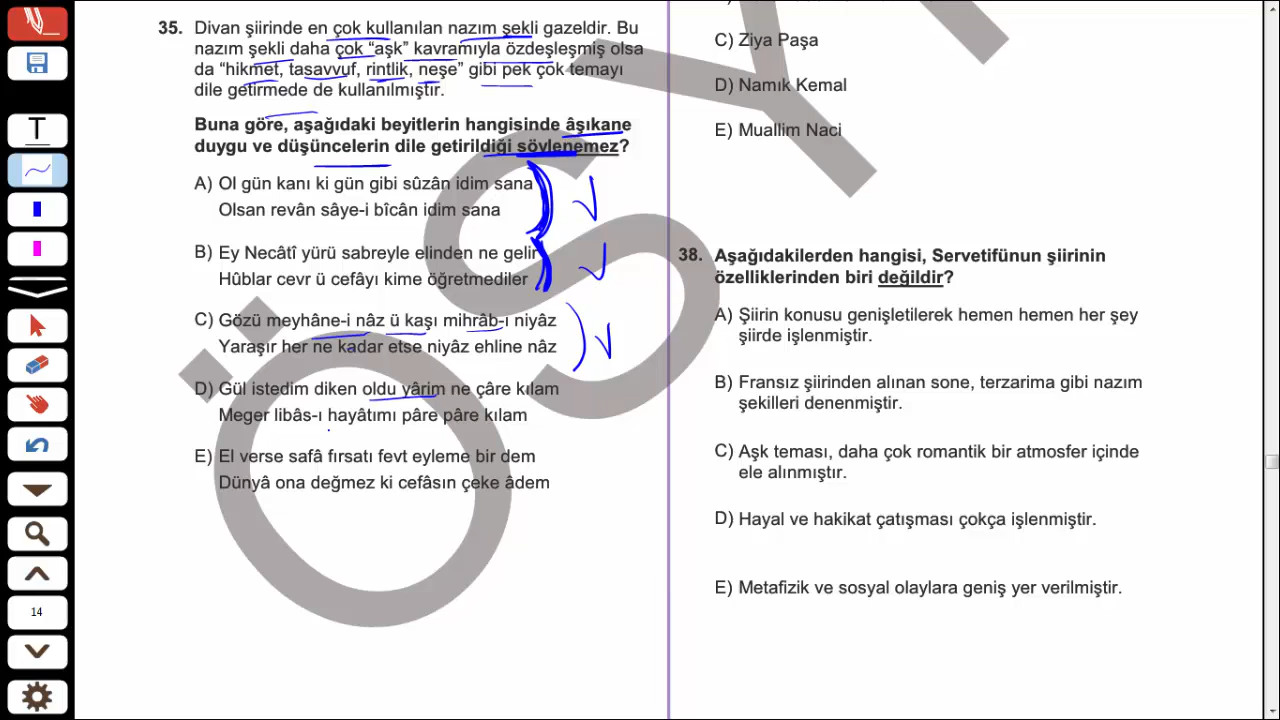 35. Divan şiirinde en çok kullanılan nazım şekli gazeldir. Bu
nazım şekli daha çok “aşk” kavramıyla özdeşleşmiş olsa
da “hikmet, tasavvuf, rintlik, neşe” gibi pek çok temayı
dile getirmede de kullanılmıştır.
Buna göre, aşağıdaki beyitlerin hangisinde âşıkane
duygu ve düşüncelerin dile getirildiği söylenemez?
A) Ol gün kanı ki gün gibi sûzân idim sana
Olsan revân sâye-i bîcân idim sana
B) Ey Necâtî yürü sabreyle elinden ne gelir
Hûblar cevr ü cefâyı kime öğretmediler
C) Gözü meyhâne-i nâz ü kaşı mihrâb-ı niyâz
Yaraşır her ne kadar etse niyâz ehline nâz
D) Gül istedim diken oldu yârim ne çâre kılam
Meger libâs-ı hayâtımı pâre pâre kılam
E) El verse safâ fırsatı fevt eyleme bir dem
Dünyâ ona değmez ki cefâsın çeke âdem
C) Ziya Paşa
D) Namık Kemal
E) Muallim Naci
38. Aşağıdakilerden hangisi, Servetifünun şiirinin
özelliklerinden biri değildir?
A) Şiirin konusu genişletilerek hemen hemen her şey
şiirde işlenmiştir.
B) Fransız şiirinden alınan sone, terzarima gibi nazım
şekilleri denenmiştir.
C) Aşk teması, daha çok romantik bir atmosfer içinde
ele alınmıştır.
D) Hayal ve hakikat çatışması çokça işlenmiştir.
E) Metafizik ve sosyal olaylara geniş yer verilmiştir.
T
14
ÖSY